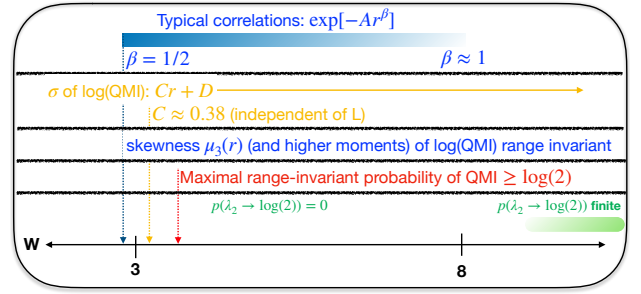 Typical correlations: exp[−Ar^β]
β = 1/2 β ≈ 1
σ of log(QMI): Cr + D
C ≈ 0.38 (independent of L)
skewness μ₃(r) (and higher moments) of log(QMI) range invariant
Maximal range-invariant probability of QMI ≥ log(2)
p(λ₂ → log(2)) = 0 p(λ₂ → log(2)) finite
W
3 8